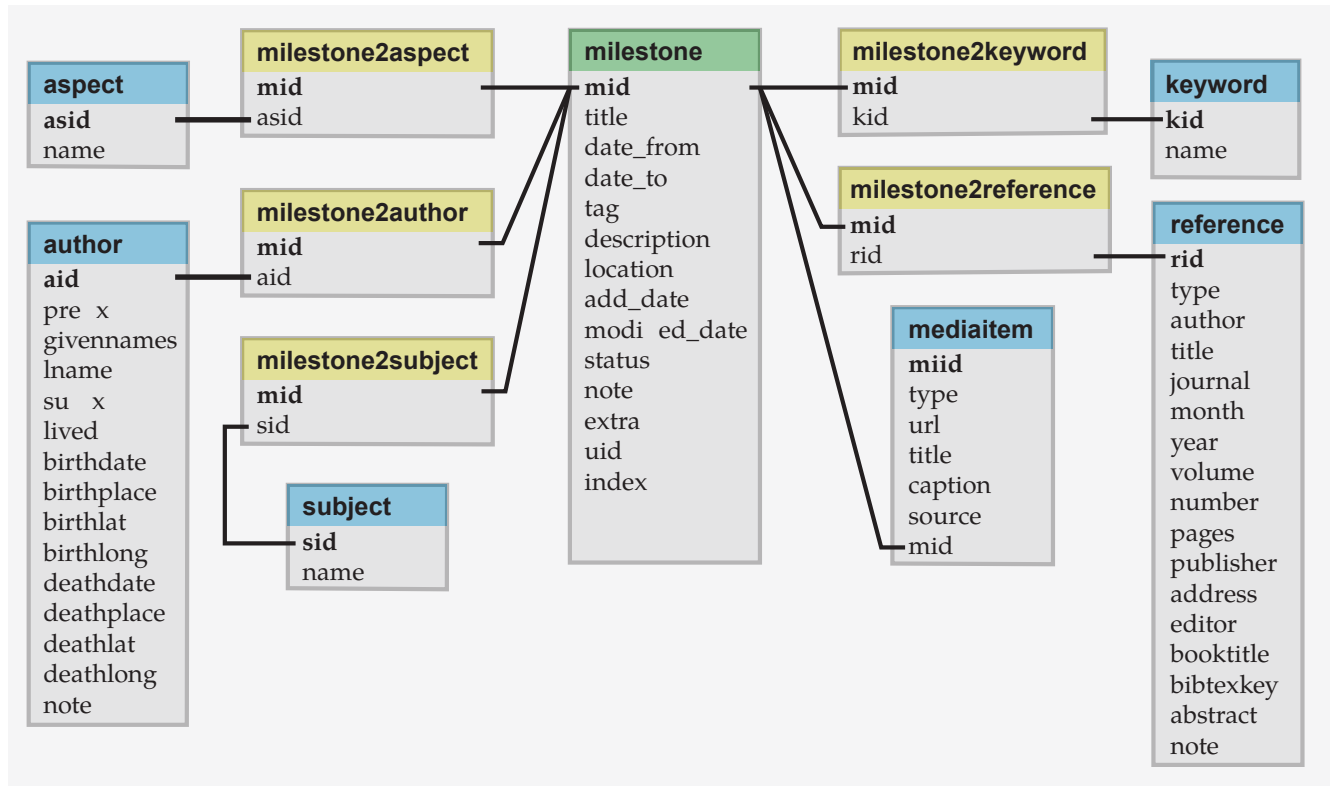 aspect
asid
name
author
aid
pre x
givennames
lname
su x
lived
birthdate
birthplace
birthlat
birthlong
deathdate
deathplace
deathlat
deathlong
note
milestone2aspect
mid
asid
milestone2author
mid
aid
milestone2subject
mid
sid
subject
sid
name
milestone
mid
title
date_from
date_to
tag
description
location
add_date
modi ed_date
status
note
extra
uid
index
milestone2keyword
mid
kid
milestone2reference
mid
rid
mediaitem
miid
type
url
title
caption
source
mid
keyword
kid
name
reference
rid
type
author
title
journal
month
year
volume
number
pages
publisher
address
editor
booktitle
bibtexkey
abstract
note